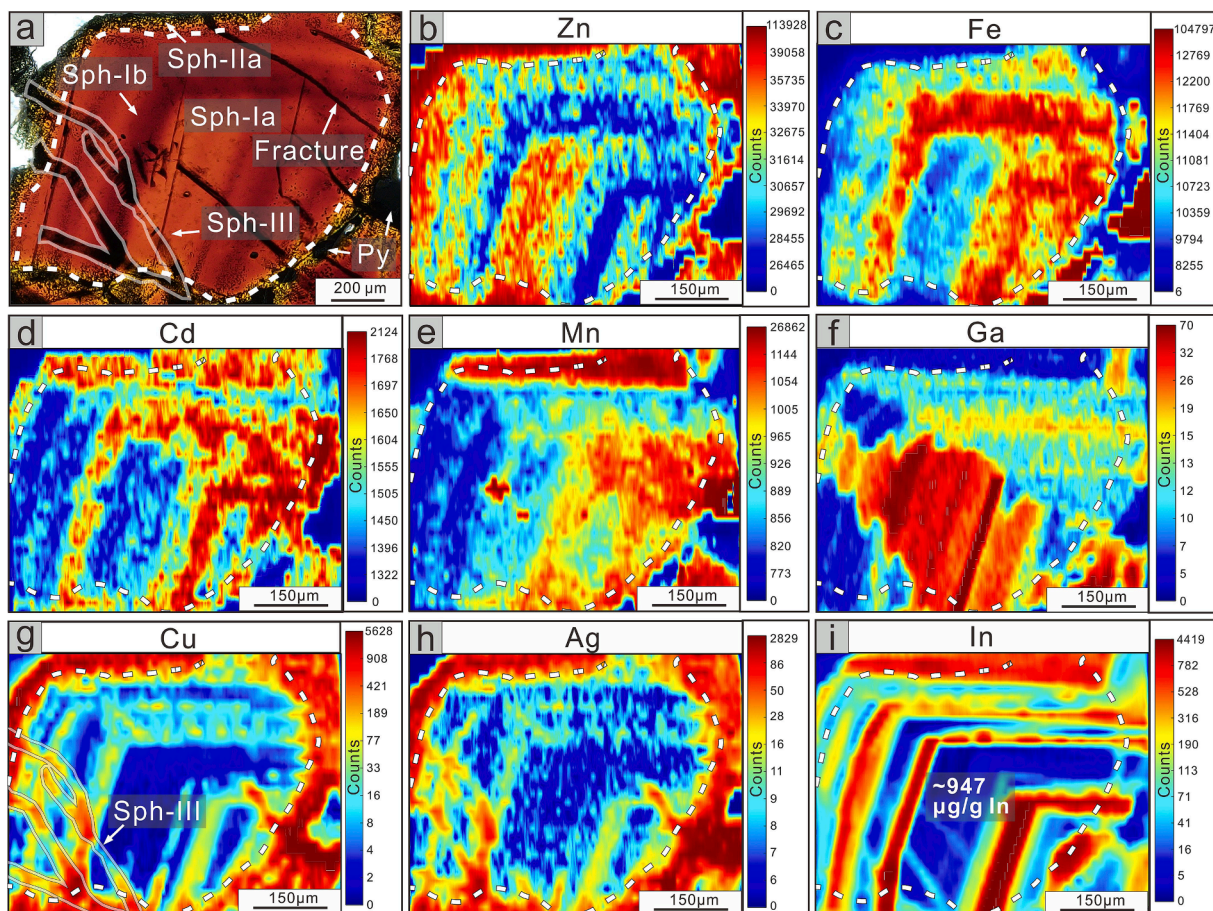 a
Sph-IIa
Sph-Ib
Sph-Ia
Fracture
Sph-III
Py
200 µm
b
Zn
113928
39058
35735
33970
32675
31614
30657
29692
28455
26465
0
Counts
150µm
c
Fe
104797
12769
12200
11769
11404
11081
10723
10359
9794
8255
6
Counts
150µm
d
Cd
2124
1768
1697
1644
1604
1555
1505
1450
1396
1322
0
Counts
150µm
e
Mn
26862
1144
1054
1005
965
926
889
856
820
773
0
Counts
150µm
f
Ga
70
32
26
19
15
13
12
10
7
5
0
Counts
150µm
g
Cu
Sph-III
5628
908
421
189
77
33
16
8
4
2
0
Counts
150µm
h
Ag
2829
86
50
28
16
11
9
8
7
6
0
Counts
150µm
i
In
~947
µg/g In
4419
782
528
316
190
113
71
41
16
5
0
Counts
150µm